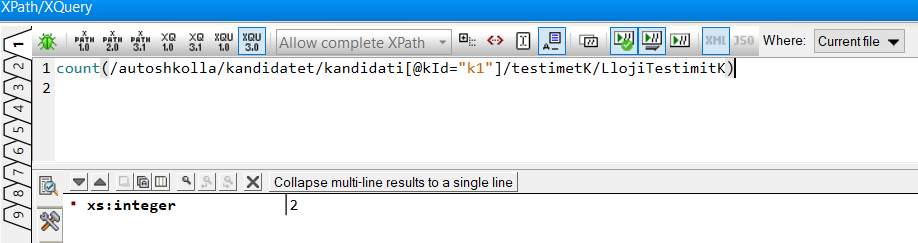 XPath/XQuery
X PATH 1.0 X PATH 2.0 X PATH 3.1 XQ 1.0 XQ 3.1 XQU 1.0 XQU 3.0 Allow complete XPath XML JSO Where: Current file
1 count(/autoshkolla/kandidatet/kandidati[@kId="k1"]/testimetK/LlojiTestimitK)
2
1
2
3
4
5
6
7
8
9
Collapse multi-line results to a single line
xs:integer 2